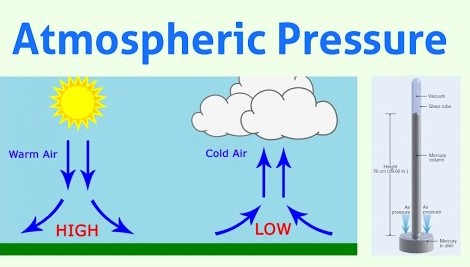 Atmospheric Pressure
Warm Air
HIGH
Cold Air
LOW
Vacuum
Glass tube
Mercury
column
Height
76 cm (29.92 in.)
Air
pressure
Air
pressure
Mercury
in dish